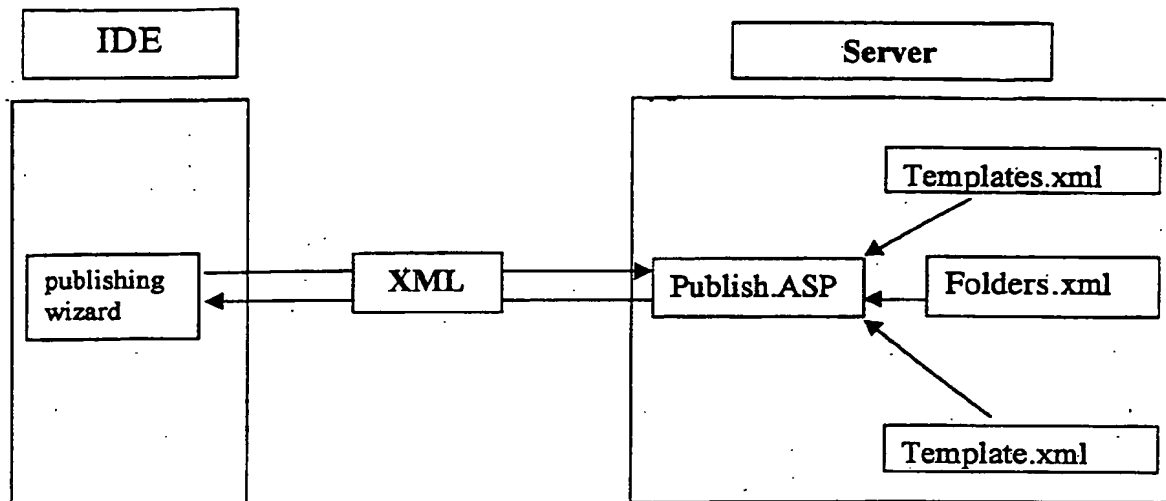 IDE
Server
Templates.xml
publishing
wizard
XML
Publish.ASP
Folders.xml
Template.xml